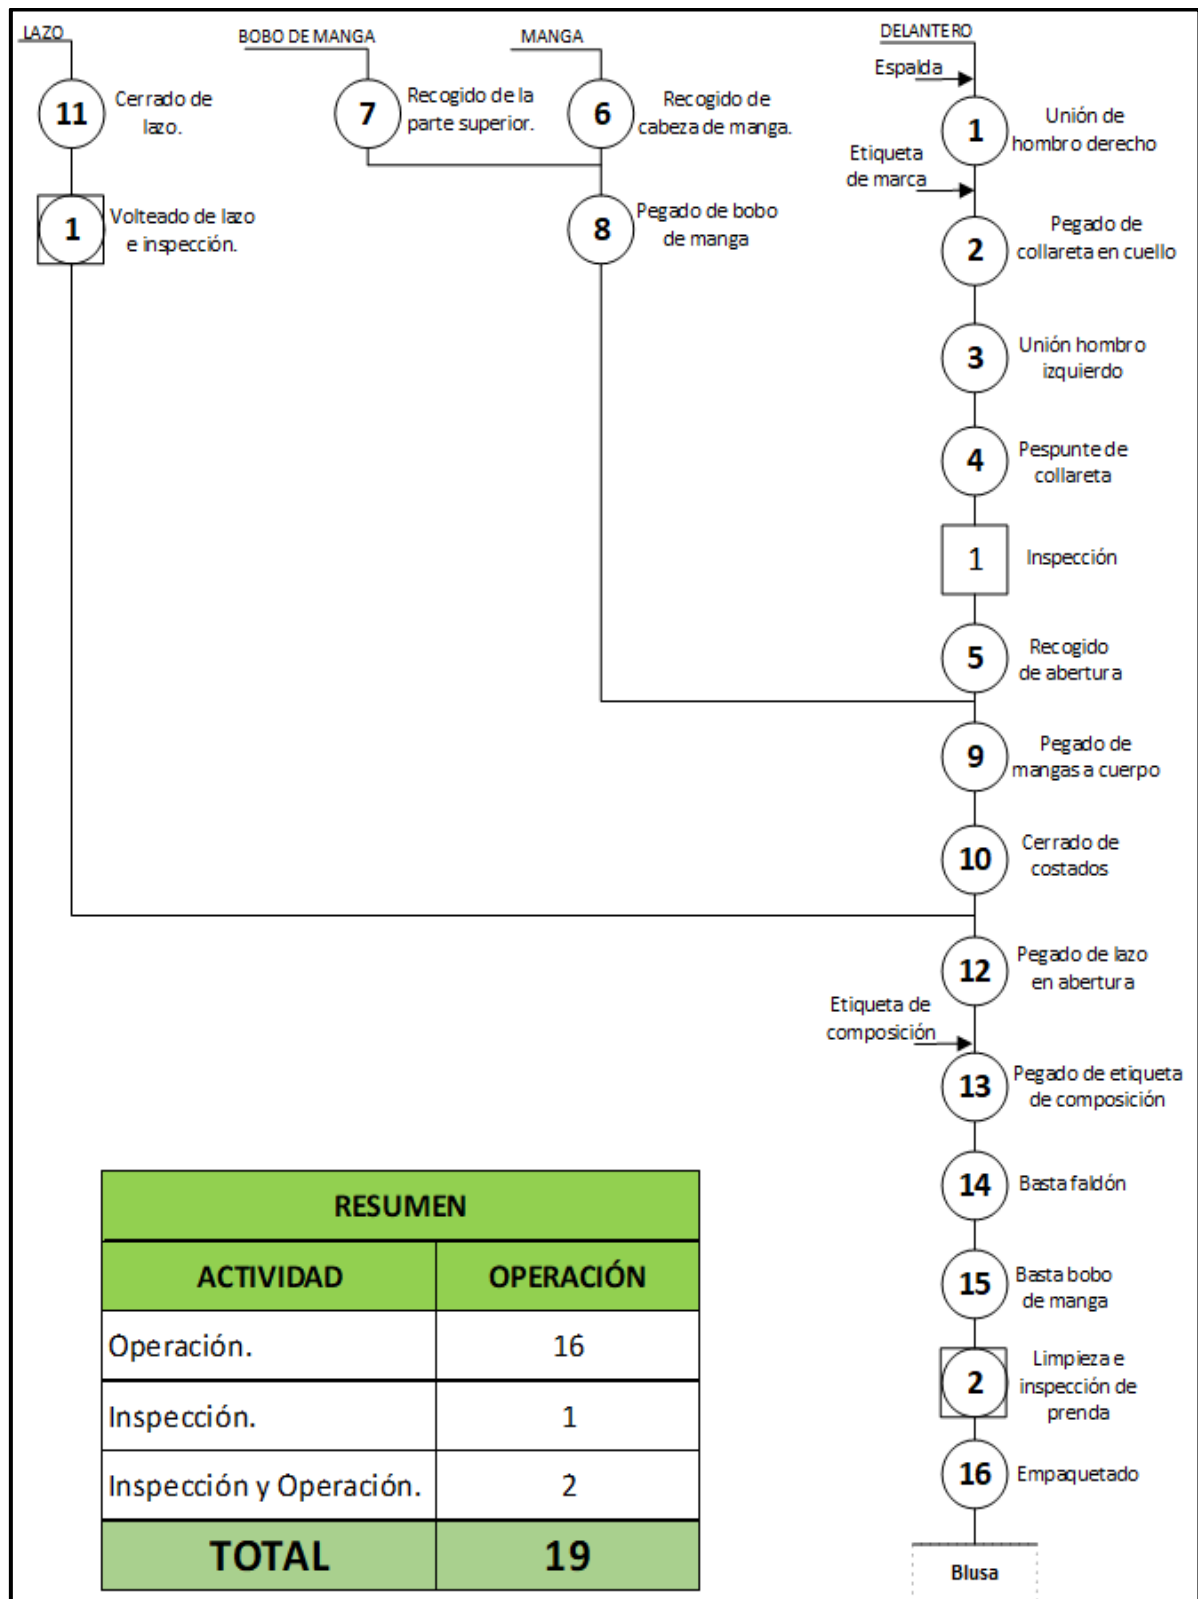 LAZO
BOBO DE MANGA
MANGA
DELANTERO
Espalda
11
Cerrado de
lazo.
7
Recogido de la
parte superior.
6
Recogido de
cabeza de manga.
1
Unión de
hombro derecho
Etiqueta
de marca
1
Volteado de lazo
e inspección.
8
Pegado de bobo
de manga
2
Pegado de
collareta en cuello
3
Unión hombro
izquierdo
4
Pespunte de
collareta
1
Inspección
5
Recogido
de abertura
9
Pegado de
mangas a cuerpo
10
Cerrado de
costados
12
Pegado de lazo
en abertura
Etiqueta de
composición
13
Pegado de etiqueta
de composición
14
Basta faldón
15
Basta bobo
de manga
2
Limpieza e
inspección de
prenda
16
Empaquetado
Blusa
RESUMEN
ACTIVIDAD OPERACIÓN
Operación. 16
Inspección. 1
Inspección y Operación. 2
TOTAL 19